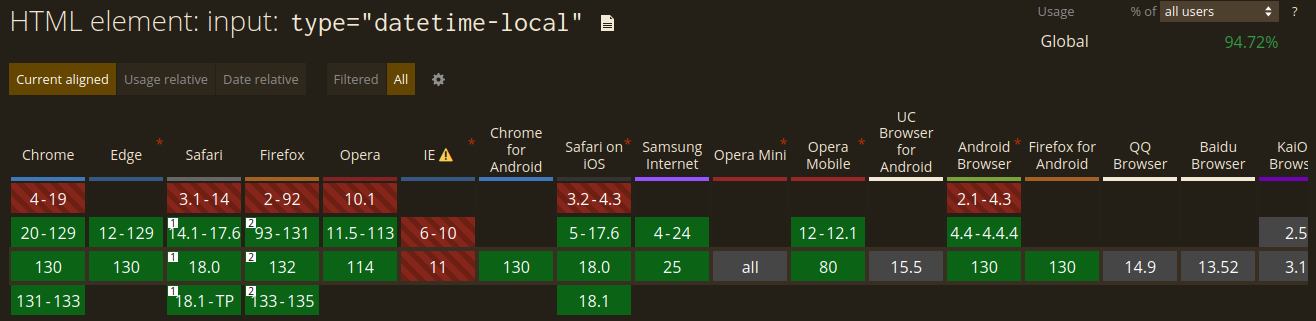 HTML element: input: type="datetime-local"
Usage % of all users ?
Global 94.72%
Current aligned Usage relative Date relative Filtered All
Chrome Edge * Safari Firefox Opera IE * Chrome for Android Safari on iOS * Samsung Internet Opera Mini * Opera Mobile * UC Browser for Android Android Browser * Firefox for Android QQ Browser Baidu Browser KaiO Brows
4-19 3.1-14 2-92 10.1 3.2-4.3 2.1-4.3
20-129 12-129 1 14.1-17.6 2 93-131 11.5-113 6-10 5-17.6 4-24 12-12.1 4.4-4.4.4 2.5
130 130 1 18.0 2 132 114 11 130 18.0 25 all 80 15.5 130 130 14.9 13.52 3.1
131-133 1 18.1-TP 2 133-135 18.1